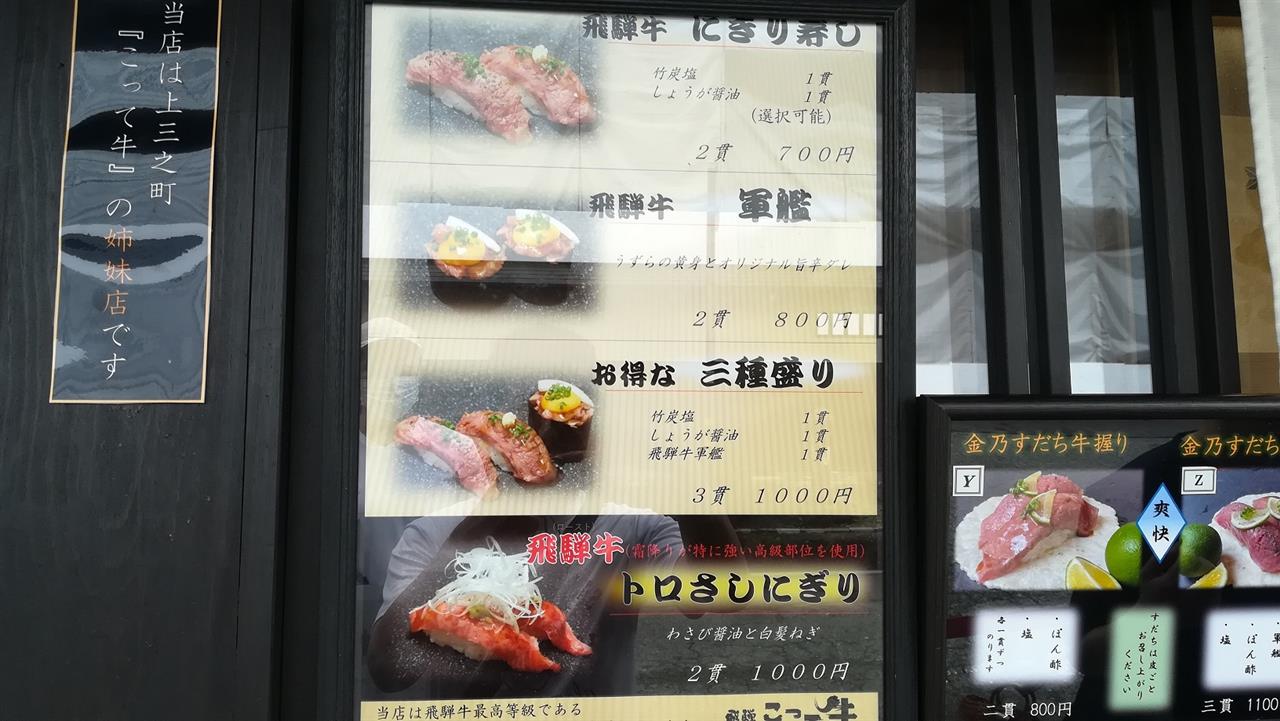 当店は上三之町
『こって牛』の姉妹店です
飛騨牛 にぎり寿し
竹炭塩 1貫
しょうが醤油 1貫
(選択可能)
2貫 700円
飛騨牛 軍艦
うずらの黄身とオリジナル旨辛ダレ
2貫 800円
お得な 三種盛り
竹炭塩 1貫
しょうが醤油 1貫
飛騨牛軍艦 1貫
3貫 1000円
(ロースト)
飛騨牛(霜降りが特に強い高級部位を使用)
トロさしにぎり
わさび醤油と白髪ねぎ
2貫 1000円
当店は飛騨牛最高等級である
飛騨 こって牛
金乃すだち牛握り
Y
爽快
・ぽん酢
・塩
各一貫ずつ
のります
すだちは皮ごと
お召し上がり
ください
二貫 800円
金乃すだち
Z
・軍艦
・ぽん酢
・塩
三貫 1100